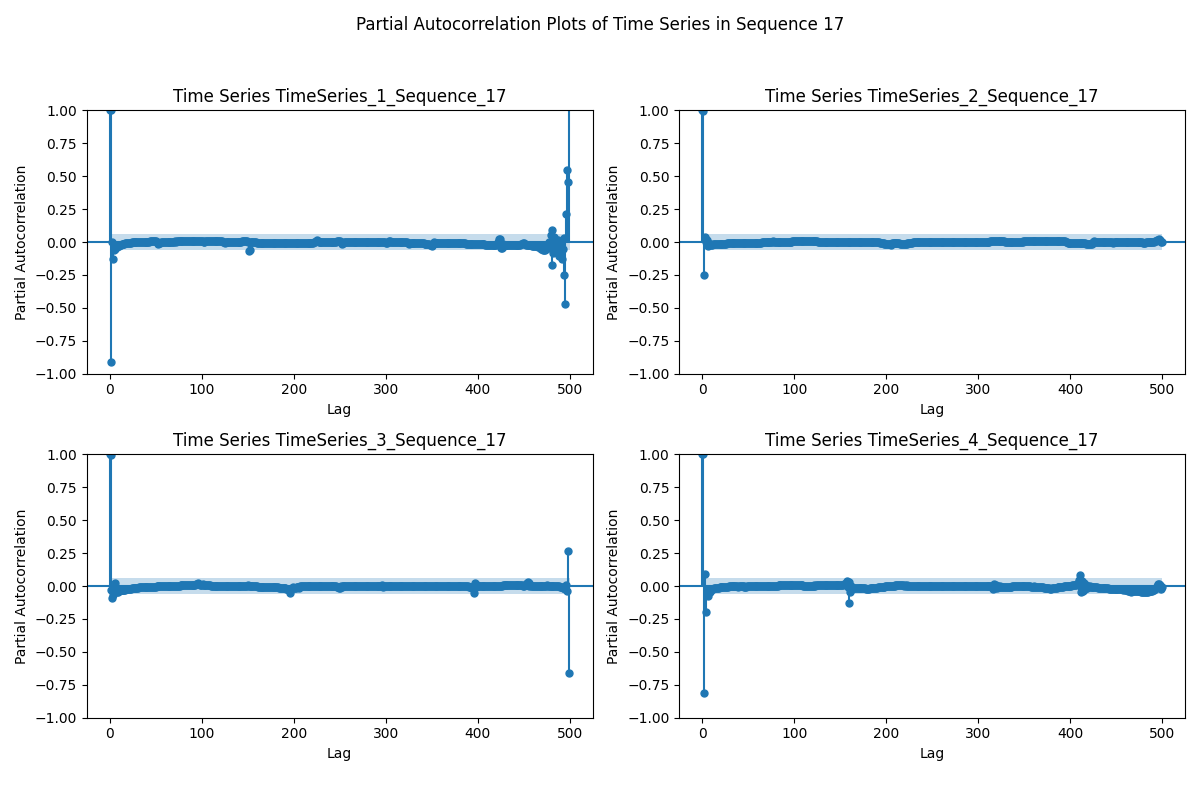 Partial Autocorrelation Plots of Time Series in Sequence 17
Time Series TimeSeries_1_Sequence_17
1.00
0.75
0.50
0.25
0.00
−0.25
−0.50
−0.75
−1.00
Partial Autocorrelation
0 100 200 300 400 500
Lag
Time Series TimeSeries_2_Sequence_17
1.00
0.75
0.50
0.25
0.00
−0.25
−0.50
−0.75
−1.00
Partial Autocorrelation
0 100 200 300 400 500
Lag
Time Series TimeSeries_3_Sequence_17
1.00
0.75
0.50
0.25
0.00
−0.25
−0.50
−0.75
−1.00
Partial Autocorrelation
0 100 200 300 400 500
Lag
Time Series TimeSeries_4_Sequence_17
1.00
0.75
0.50
0.25
0.00
−0.25
−0.50
−0.75
−1.00
Partial Autocorrelation
0 100 200 300 400 500
Lag